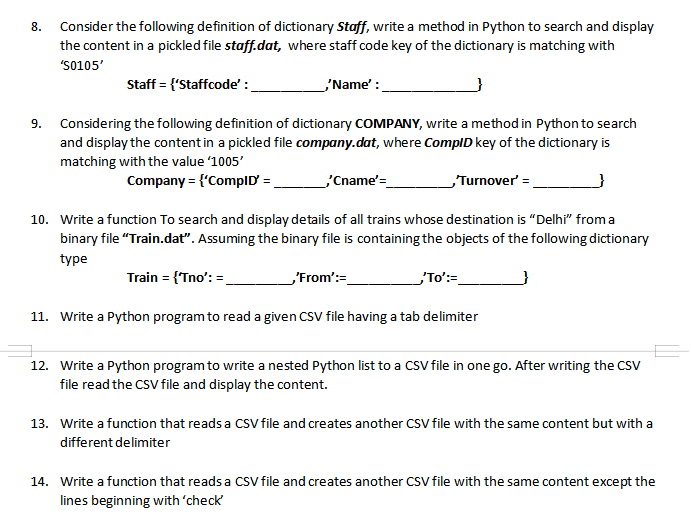 8. Consider the following definition of dictionary Staff, write a method in Python to search and display
the content in a pickled file staff.dat, where staff code key of the dictionary is matching with
‘S0105’
Staff = {‘Staffcode’ : _________,’Name’ : ____________}
9. Considering the following definition of dictionary COMPANY, write a method in Python to search
and display the content in a pickled file company.dat, where CompID key of the dictionary is
matching with the value ‘1005’
Company = {‘CompID’ = _______,’Cname’=_________,’Turnover’ = ________}
10. Write a function To search and display details of all trains whose destination is “Delhi” from a
binary file “Train.dat”. Assuming the binary file is containing the objects of the following dictionary
type
Train = {‘Tno’: =________,’From’:=_________,’To’:=________}
11. Write a Python program to read a given CSV file having a tab delimiter
12. Write a Python program to write a nested Python list to a CSV file in one go. After writing the CSV
file read the CSV file and display the content.
13. Write a function that reads a CSV file and creates another CSV file with the same content but with a
different delimiter
14. Write a function that reads a CSV file and creates another CSV file with the same content except the
lines beginning with ‘check’